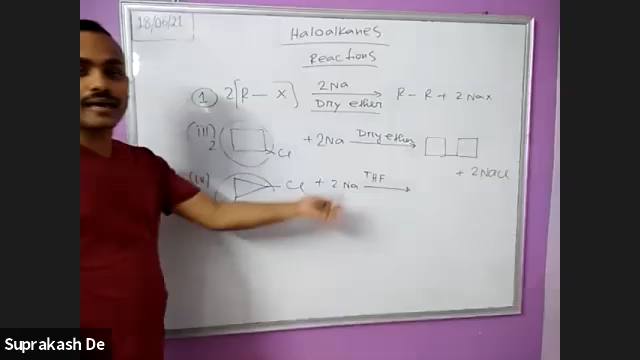 18/06/21
Haloalkanes
Reactions
① 2[R — X] 2Na Dry ether R - R + 2 NaX
(iii) 2 Cl + 2Na Dry ether + 2NaCl
(iv) Cl + 2 Na THF
Suprakash De